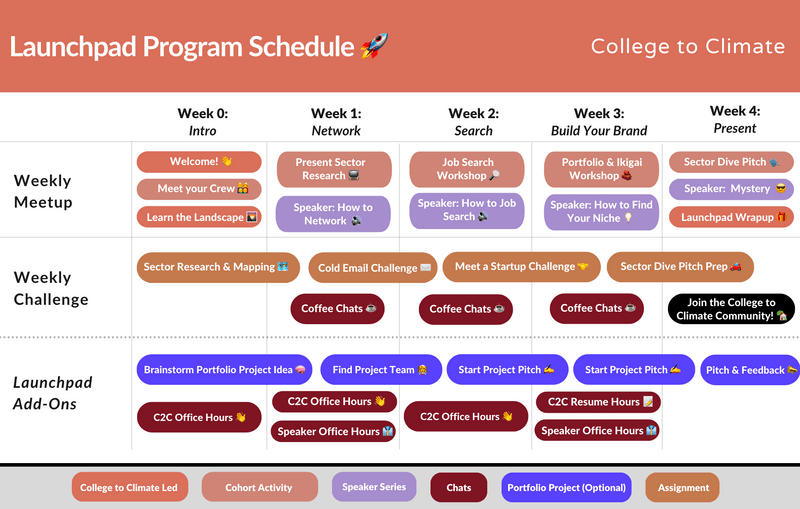 Launchpad Program Schedule 🚀
College to Climate
Week 0:
Intro
Week 1:
Network
Week 2:
Search
Week 3:
Build Your Brand
Week 4:
Present
Weekly
Meetup
Welcome! 👋
Meet your Crew 👯
Learn the Landscape 🌄
Present Sector
Research 🖥️
Speaker: How to
Network 🔊
Job Search
Workshop 🔎
Speaker: How to Job
Search 🔊
Portfolio & Ikigai
Workshop 🪆
Speaker: How to Find
Your Niche 💡
Sector Dive Pitch 🐦
Speaker: Mystery 😎
Launchpad Wrapup 🎁
Weekly
Challenge
Sector Research & Mapping 🗺️
Cold Email Challenge ✉️
Meet a Startup Challenge 🤝
Sector Dive Pitch Prep 🚗
Coffee Chats ☕
Coffee Chats ☕
Coffee Chats ☕
Join the College to
Climate Community! 🏡
Launchpad
Add-Ons
Brainstorm Portfolio Project Idea 🧠
Find Project Team 👯
Start Project Pitch ✍️
Start Project Pitch ✍️
Pitch & Feedback 📣
C2C Office Hours 👋
C2C Office Hours 👋
Speaker Office Hours 🏩
C2C Office Hours 👋
C2C Resume Hours 📝
Speaker Office Hours 🏩
College to Climate Led
Cohort Activity
Speaker Series
Chats
Portfolio Project (Optional)
Assignment